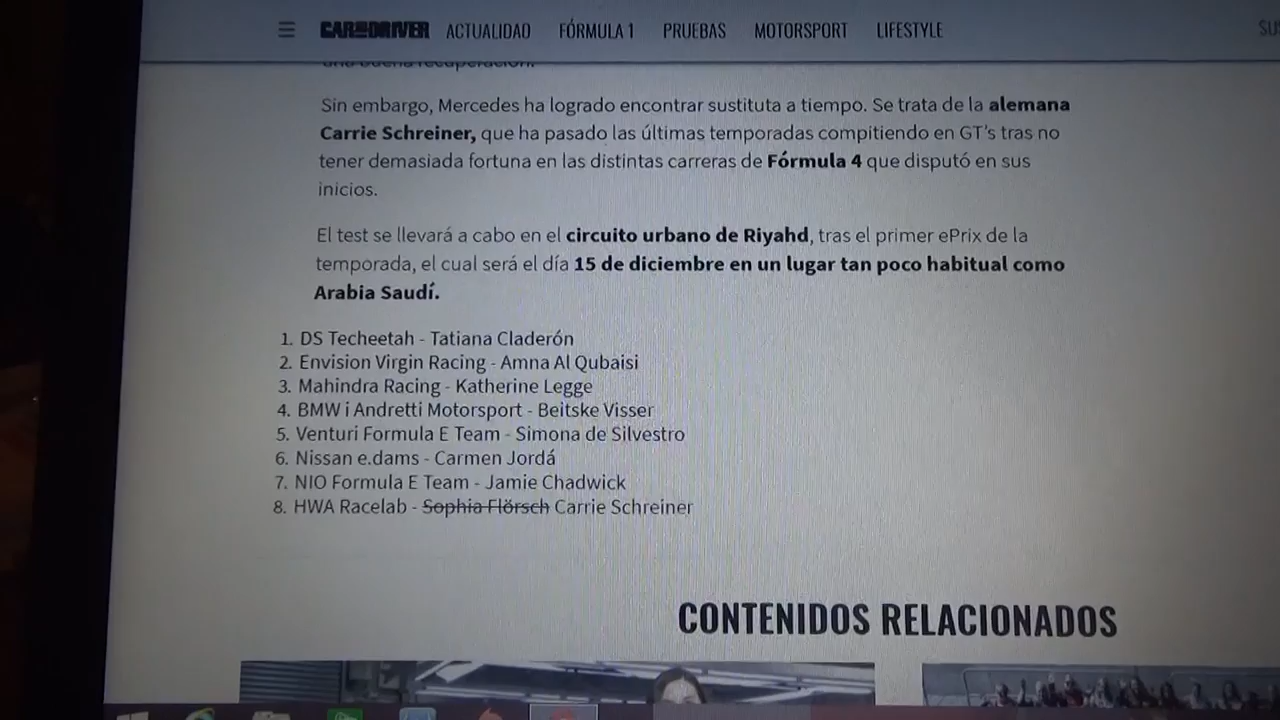 CAR AND DRIVER ACTUALIDAD FÓRMULA 1 PRUEBAS MOTORSPORT LIFESTYLE SU
una buena recuperación.
Sin embargo, Mercedes ha logrado encontrar sustituta a tiempo. Se trata de la alemana
Carrie Schreiner, que ha pasado las últimas temporadas compitiendo en GT's tras no
tener demasiada fortuna en las distintas carreras de Fórmula 4 que disputó en sus
inicios.
El test se llevará a cabo en el circuito urbano de Riyahd, tras el primer ePrix de la
temporada, el cual será el día 15 de diciembre en un lugar tan poco habitual como
Arabia Saudí.
1. DS Techeetah - Tatiana Claderón
2. Envision Virgin Racing - Amna Al Qubaisi
3. Mahindra Racing - Katherine Legge
4. BMW i Andretti Motorsport - Beitske Visser
5. Venturi Formula E Team - Simona de Silvestro
6. Nissan e.dams - Carmen Jordá
7. NIO Formula E Team - Jamie Chadwick
8. HWA Racelab - Sophia Flörsch Carrie Schreiner
CONTENIDOS RELACIONADOS